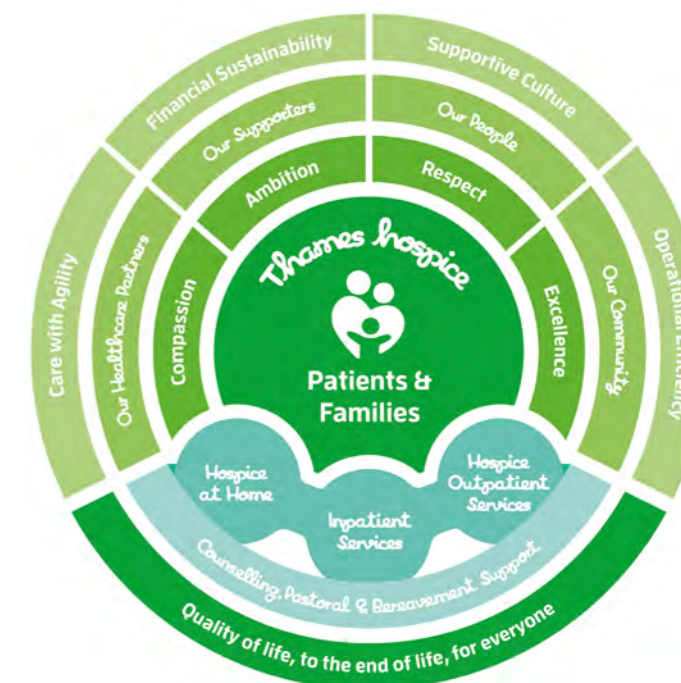 Financial Sustainability
Supportive Culture
Care with Agility
Operational Efficiency
Our Supporters
Our People
Our Healthcare Partners
Our Community
Ambition
Respect
Compassion
Excellence
Thames hospice
Patients &
Families
Hospice
at Home
Inpatient
Services
Hospice
Outpatient
Services
Counselling, Pastoral & Bereavement Support
Quality of life, to the end of life, for everyone